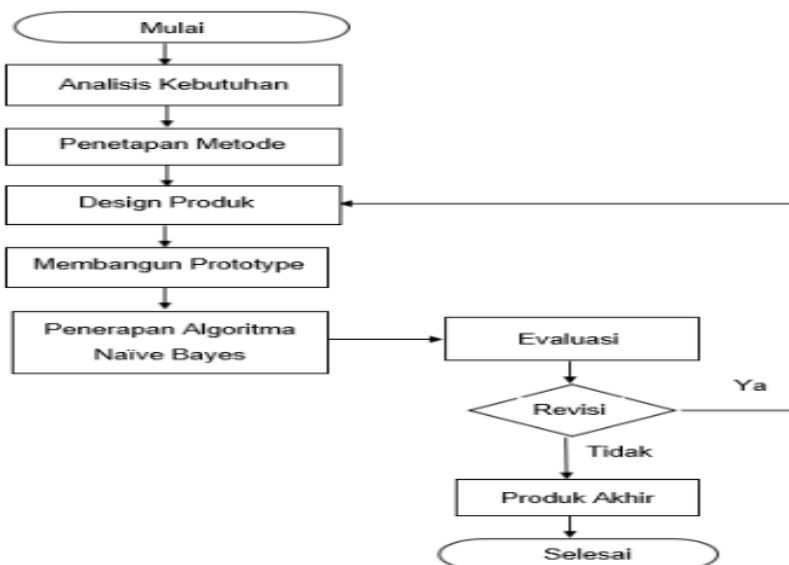 Mulai
Analisis Kebutuhan
Penetapan Metode
Design Produk
Membangun Prototype
Penerapan Algoritma
Naïve Bayes
Evaluasi
Revisi
Ya
Tidak
Produk Akhir
Selesai